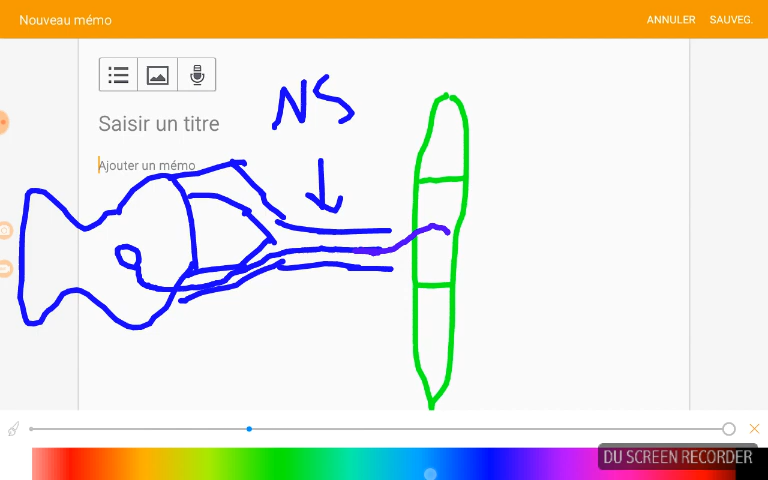 Nouveau mémo
ANNULER SAUVEG.
NS
Saisir un titre
Ajouter un mémo
DU SCREEN RECORDER